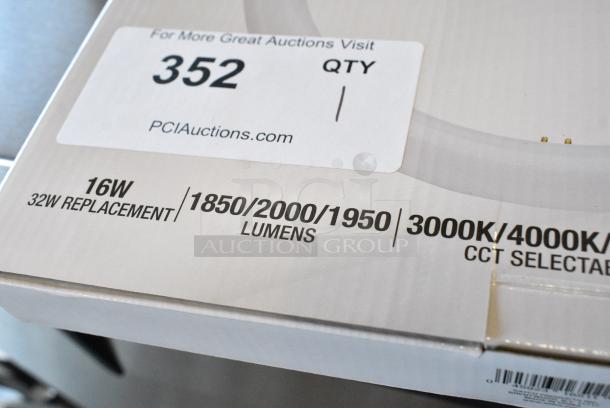 For More Great Auctions Visit
352
QTY
1
PCIAuctions.com
16W
32W REPLACEMENT
1850/2000/1950
LUMENS
3000K/4000K/
CCT SELECTAB
PCI
AUCTION GROUP